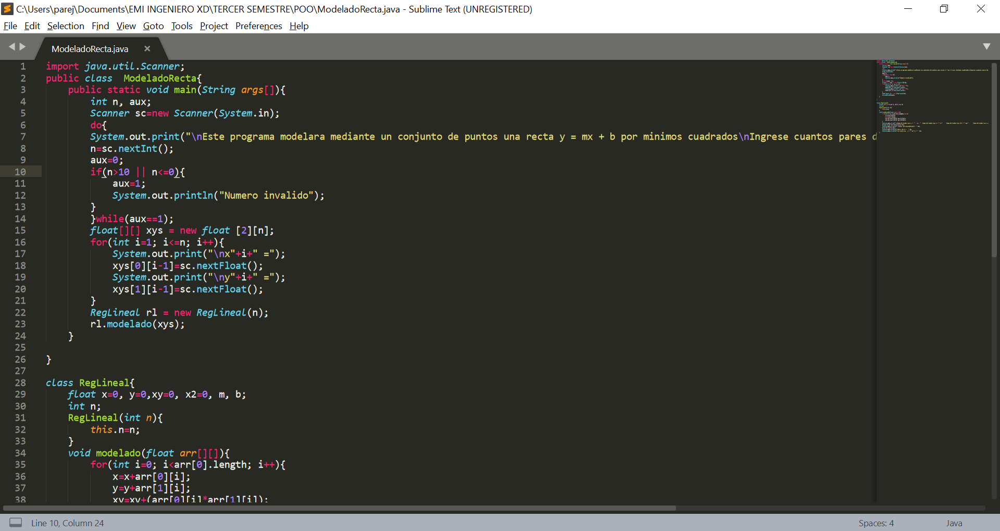 C:\Users\parej\Documents\EMI INGENIERO XD\TERCER SEMESTRE\POO\ModeladoRecta.java - Sublime Text (UNREGISTERED)
File Edit Selection Find View Goto Tools Project Preferences Help
ModeladoRecta.java
1 import java.util.Scanner;
2 public class  ModeladoRecta{
3     public static void main(String args[]){
4         int n, aux;
5         Scanner sc=new Scanner(System.in);
6         do{
7         System.out.print("\nEste programa modelara mediante un conjunto de puntos una recta y = mx + b por minimos cuadrados\nIngrese cuantos pares
8         n=sc.nextInt();
9         aux=0;
10         if(n>10 || n<=0){
11             aux=1;
12             System.out.println("Numero invalido");
13         }
14         }while(aux==1);
15         float[][] xys = new float [2][n];
16         for(int i=1; i<=n; i++){
17             System.out.print("\nx"+i+" =");
18             xys[0][i-1]=sc.nextFloat();
19             System.out.print("\ny"+i+" =");
20             xys[1][i-1]=sc.nextFloat();
21         }
22         RegLineal rl = new RegLineal(n);
23         rl.modelado(xys);
24     }
25
26 }
27
28 class RegLineal{
29     float x=0, y=0,xy=0, x2=0, m, b;
30     int n;
31     RegLineal(int n){
32         this.n=n;
33     }
34     void modelado(float arr[][]){
35         for(int i=0; i<arr[0].length; i++){
36             x=x+arr[0][i];
37             y=y+arr[1][i];
38             xy=xy+(arr[0][i]*arr[1][i]);
Line 10, Column 24
Spaces: 4
Java